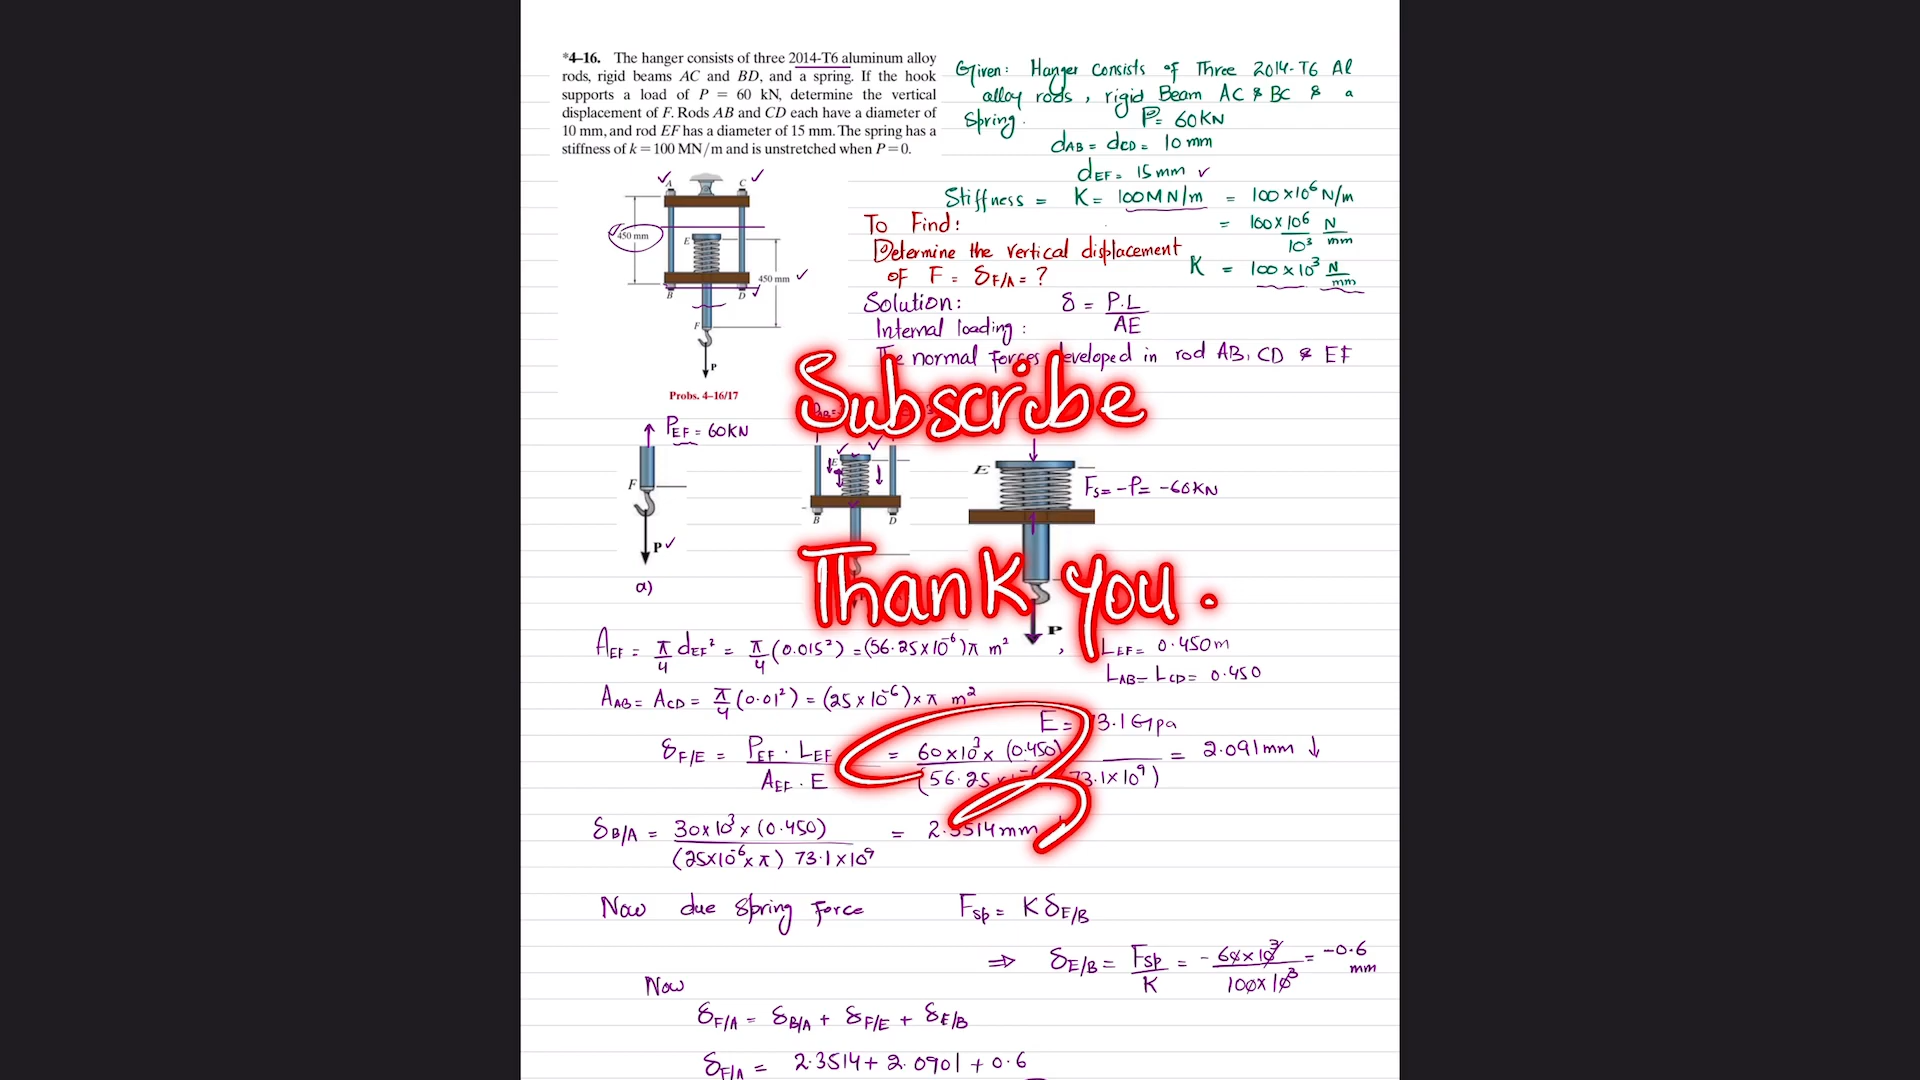 *4–16. The hanger consists of three 2014-T6 aluminum alloy
rods, rigid beams AC and BD, and a spring. If the hook
supports a load of P = 60 kN, determine the vertical
displacement of F. Rods AB and CD each have a diameter of
10 mm, and rod EF has a diameter of 15 mm. The spring has a
stiffness of k = 100 MN/m and is unstretched when P = 0.
Given: Hanger Consists of Three 2014-T6 Al
alloy rods, rigid Beam AC & BC & a
Spring.
P = 60KN
dAB = dCD = 10 mm
dEF = 15mm ✓
Stiffness = K = 100MN/m = 100×10⁶ N/m
= 100×10⁶/10³ N/mm
K = 100×10³ N/mm
To Find:
Determine the vertical displacement
of F = δF/A = ?
Solution: δ = P.L/AE
Internal loading:
The normal forces developed in rod AB, CD & EF
A C
450 mm
E
450 mm
B D
F
P
Probs. 4–16/17
PEF = 60KN
F
P
a)
E
B D
E
Fs = -P = -60KN
P
Subscribe
Thank you.
AEF = π/4 dEF² = π/4 (0.015²) = (56.25×10⁻⁶)π m² , LEF = 0.450m
LAB = LCD = 0.450
AAB = ACD = π/4 (0.01²) = (25×10⁻⁶)×π m²
E = 73.1Gpa
δF/E = PEF · LEF / AEF · E = 60×10³×(0.450) / (56.25 73.1×10⁹) = 2.091mm ↓
δB/A = 30×10³×(0.450) / (25×10⁻⁶×π) 73.1×10⁹ = 2.3514mm
Now due Spring Force Fsp = K δE/B
⇒ δE/B = Fsp/K = -60×10³/100×10³ = -0.6 mm
Now
δF/A = δB/A + δF/E + δE/B
δF/A = 2.3514 + 2.0901 + 0.6